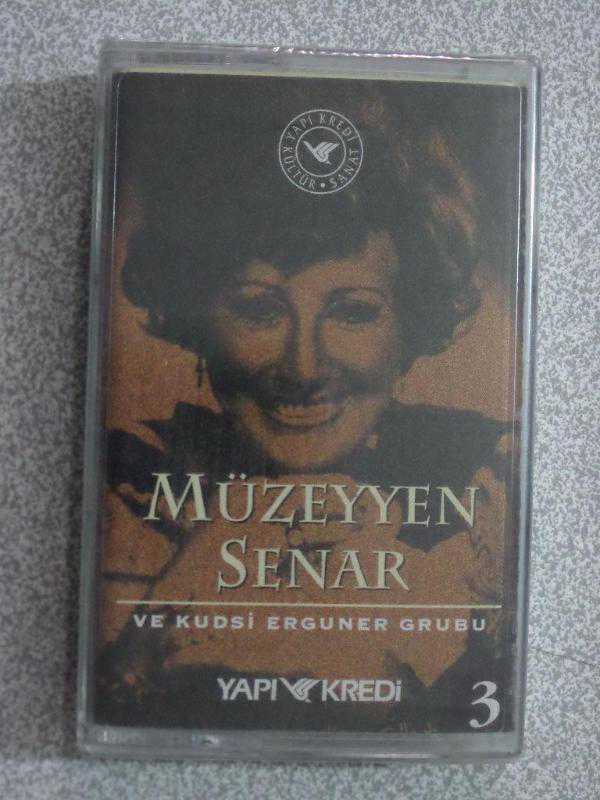 YAPI KREDİ
KÜLTÜR • SANAT
MÜZEYYEN
SENAR
VE KUDSİ ERGUNER GRUBU
YAPI KREDİ
3